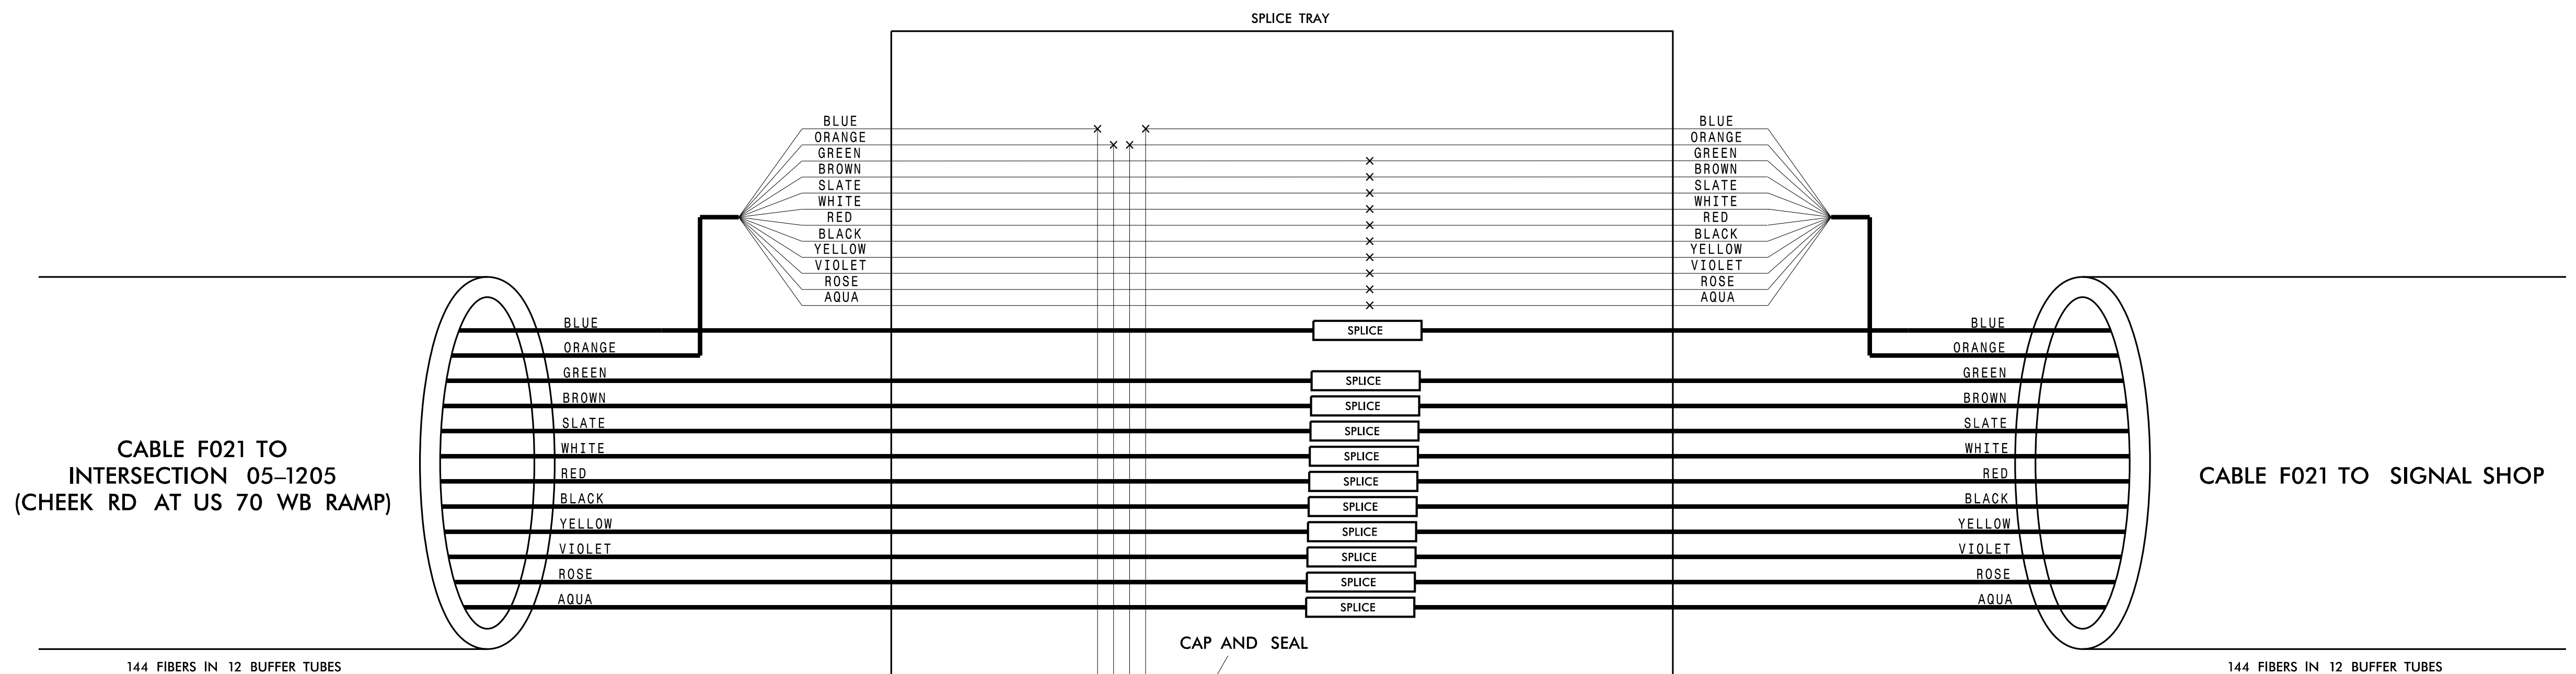 SPLICE TRAY
BLUE BLUE
ORANGE ORANGE
GREEN GREEN
BROWN BROWN
SLATE SLATE
WHITE WHITE
RED RED
BLACK BLACK
YELLOW YELLOW
VIOLET VIOLET
ROSE ROSE
AQUA AQUA
BLUE SPLICE BLUE
ORANGE ORANGE
GREEN SPLICE GREEN
BROWN SPLICE BROWN
SLATE SPLICE SLATE
WHITE SPLICE WHITE
RED SPLICE RED
BLACK SPLICE BLACK
YELLOW SPLICE YELLOW
VIOLET SPLICE VIOLET
ROSE SPLICE ROSE
AQUA SPLICE AQUA
CABLE F021 TO
INTERSECTION 05-1205
(CHEEK RD AT US 70 WB RAMP)
CABLE F021 TO SIGNAL SHOP
CAP AND SEAL
144 FIBERS IN 12 BUFFER TUBES
144 FIBERS IN 12 BUFFER TUBES